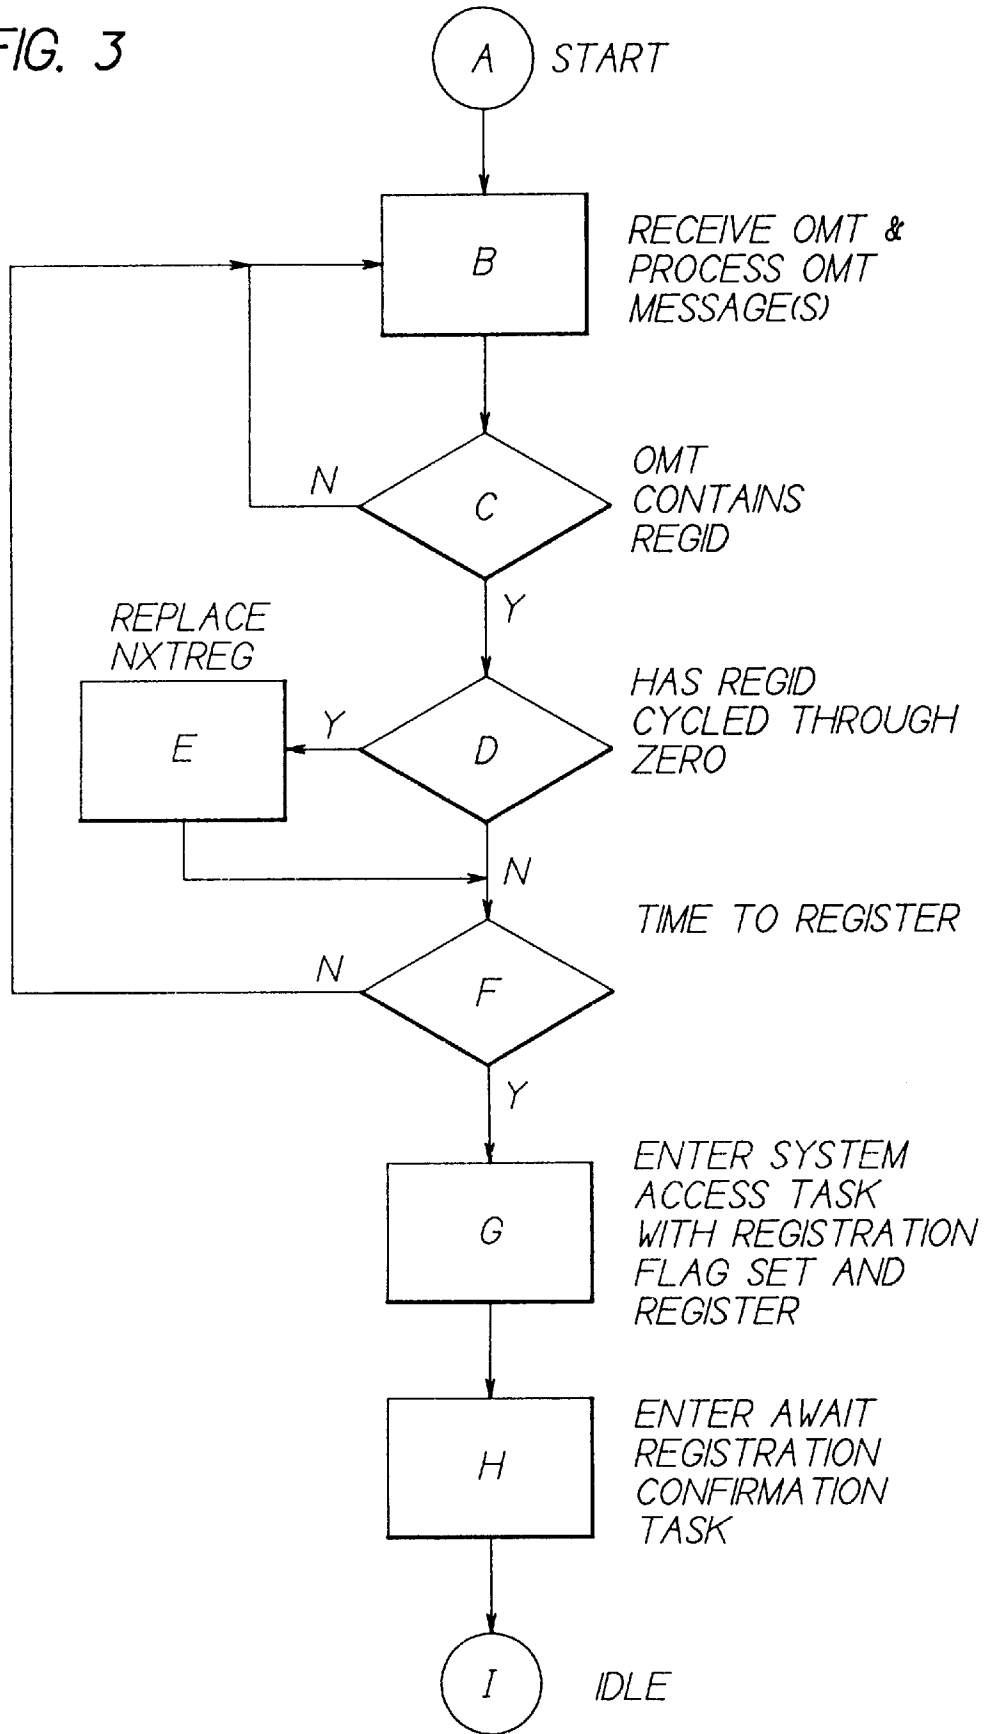 FIG. 3
A START
B
RECEIVE OMT &
PROCESS OMT
MESSAGE(S)
N
C
OMT
CONTAINS
REGID
Y
REPLACE
NXTREG
E
Y
D
HAS REGID
CYCLED THROUGH
ZERO
N
TIME TO REGISTER
N
F
Y
G
ENTER SYSTEM
ACCESS TASK
WITH REGISTRATION
FLAG SET AND
REGISTER
H
ENTER AWAIT
REGISTRATION
CONFIRMATION
TASK
I IDLE